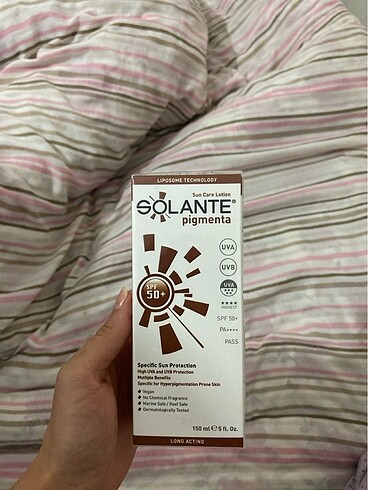 LIPOSOME TECHNOLOGY
Sun Care Lotion
SOLANTE®
pigmenta
UVA
UVB
UVA
HIGHEST
SPF 50+
SPF 50+
PA++++
PASS
Specific Sun Protection
High UVA and UVB Protection
Multiple Benefits
Specific for Hyperpigmentation Prone Skin
Vegan
No Chemical Fragrance
Marine Safe / Reef Safe
Dermatologically Tested
150 ml ℮ 5 fl. Oz.
LONG ACTING